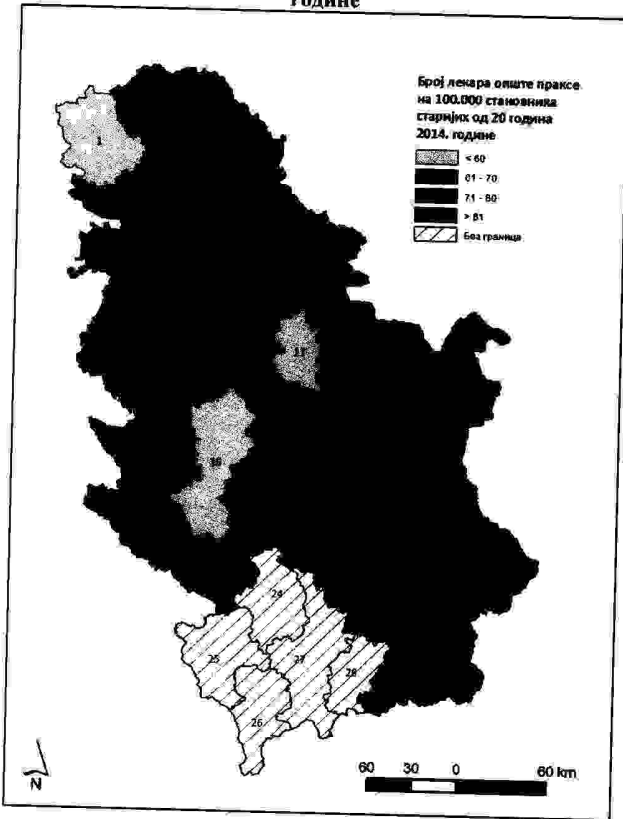 године
Број лекара опште праксе
на 100.000 становника
старијих од 20 година
2014. године
< 60
61 - 70
71 - 80
> 81
Без граница
1
11
16
24
25
27
28
26
N
60 30 0 60 km